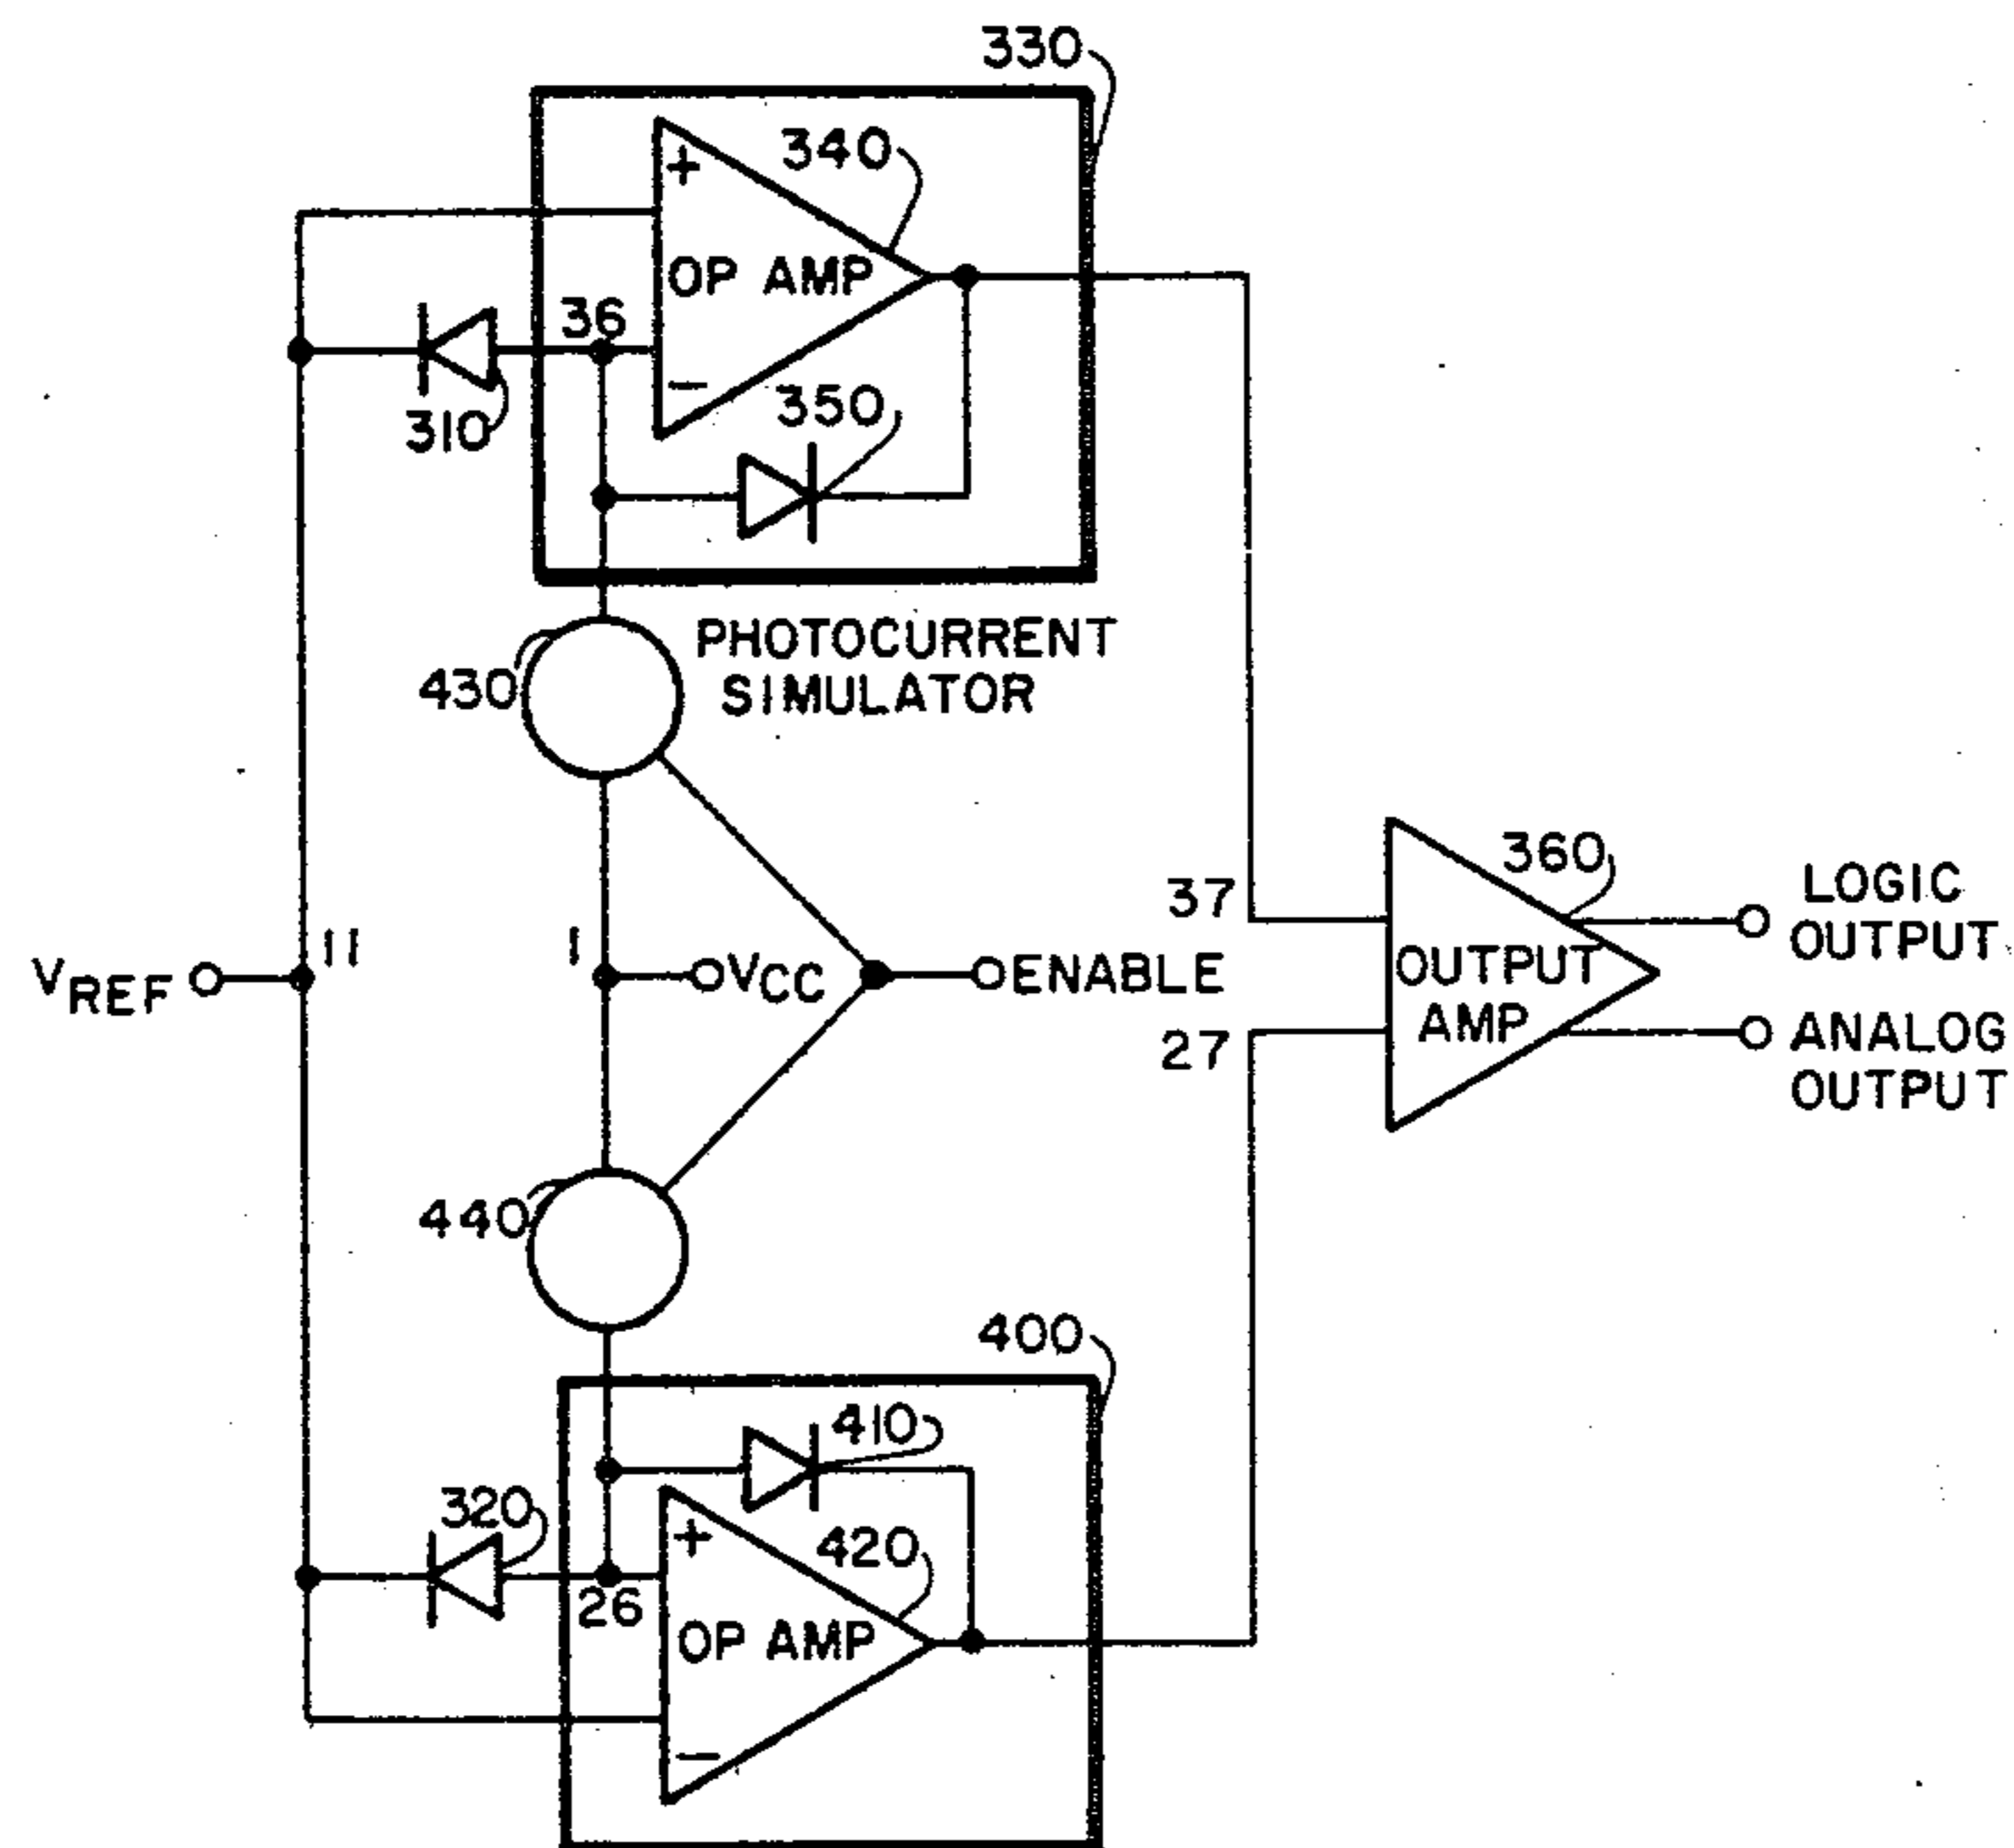 330
340
+
OP AMP
36
310
−
350
PHOTOCURRENT
SIMULATOR
430
360
LOGIC
OUTPUT
37
VREF
11
1
VCC
ENABLE
OUTPUT
AMP
27
ANALOG
OUTPUT
440
400
410
320
+
420
26
OP AMP
−